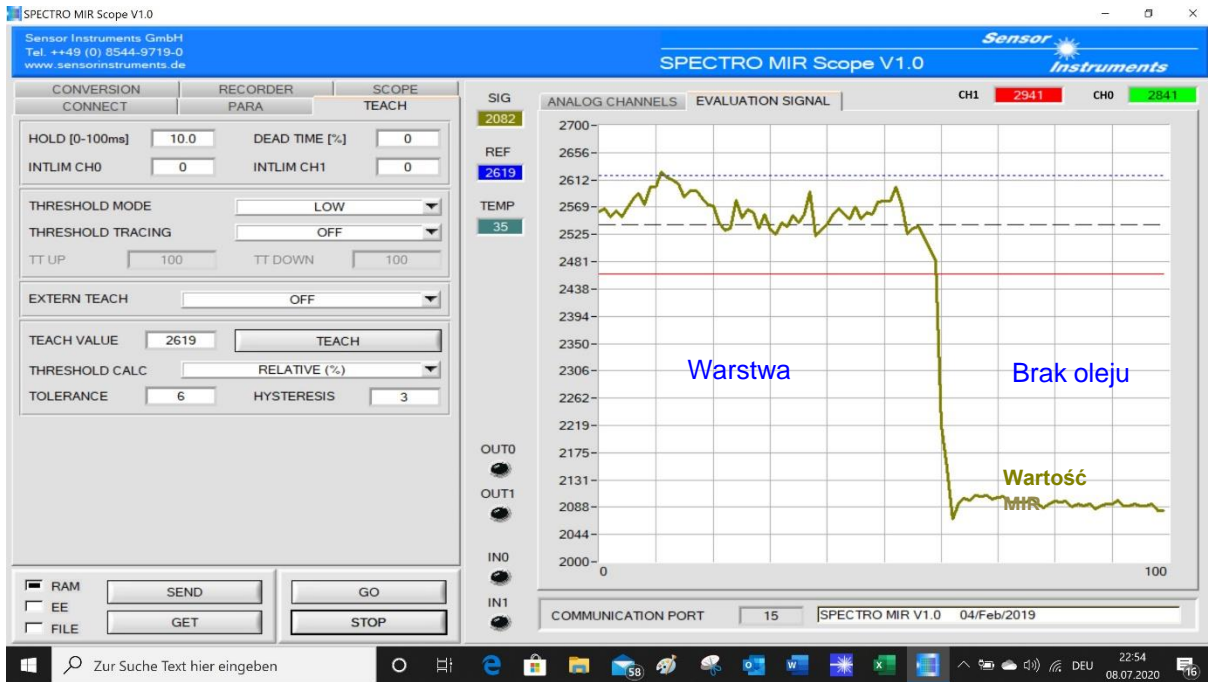 SPECTRO MIR Scope V1.0
Sensor Instruments GmbH
Tel. ++49 (0) 8544-9719-0
www.sensorinstruments.de
SPECTRO MIR Scope V1.0
Sensor
Instruments
CONVERSION RECORDER SCOPE
CONNECT PARA TEACH
HOLD [0-100ms] 10.0 DEAD TIME [%] 0
INTLIM CH0 0 INTLIM CH1 0
THRESHOLD MODE LOW
THRESHOLD TRACING OFF
TT UP 100 TT DOWN 100
EXTERN TEACH OFF
TEACH VALUE 2619 TEACH
THRESHOLD CALC RELATIVE (%)
TOLERANCE 6 HYSTERESIS 3
RAM SEND GO
EE
FILE GET STOP
SIG
2082
REF
2619
TEMP
35
OUT0
OUT1
IN0
IN1
ANALOG CHANNELS EVALUATION SIGNAL CH1 2941 CH0 2841
2700
2656
2612
2569
2525
2481
2438
2394
2350
2306
2262
2219
2175
2131
2088
2044
2000
0 100
Warstwa Brak oleju
Wartość
MIR
COMMUNICATION PORT 15 SPECTRO MIR V1.0 04/Feb/2019
Zur Suche Text hier eingeben 58 DEU 22:54
08.07.2020 16